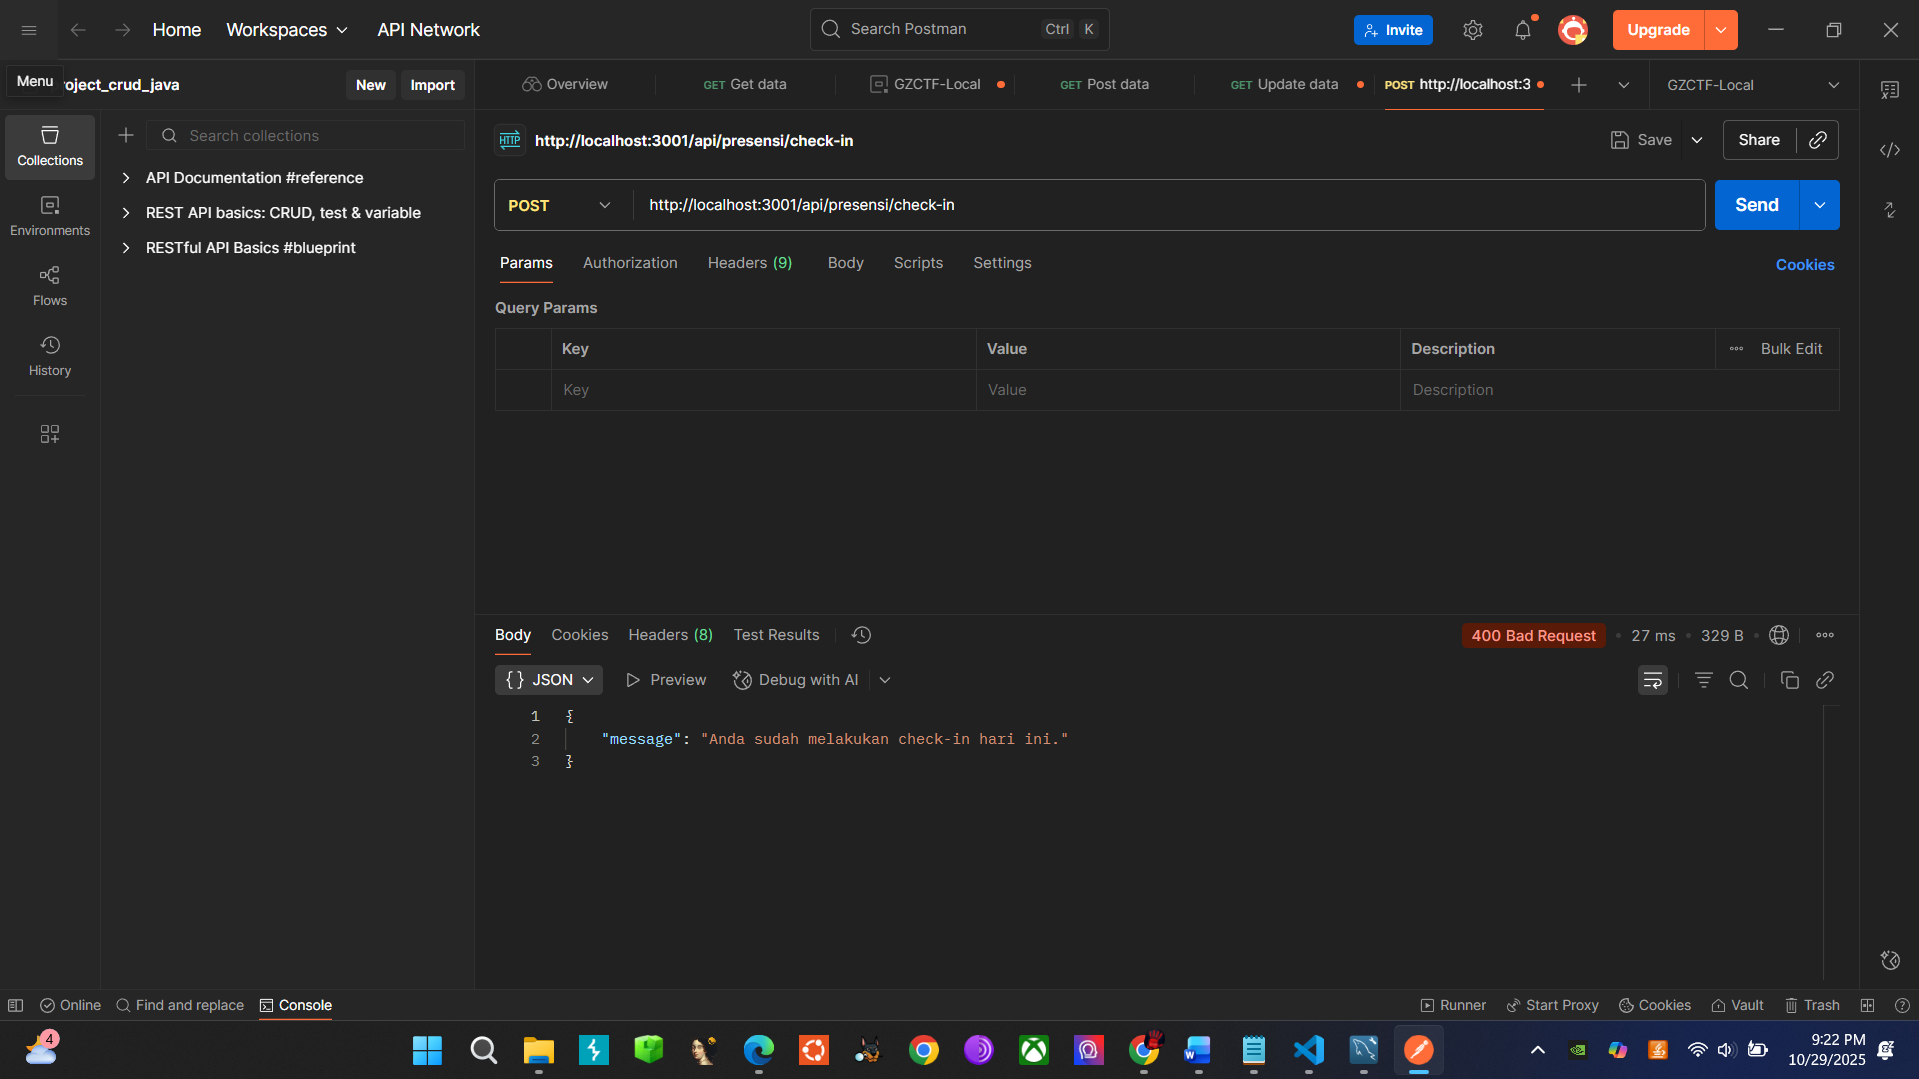 Home
Workspaces
API Network
Search Postman
Ctrl
K
Invite
Upgrade
Menu
roject_crud_java
New
Import
Overview
GET Get data
GZCTF-Local
GET Post data
GET Update data
POST http://localhost:3
GZCTF-Local
Collections
Environments
Flows
History
Search collections
API Documentation #reference
REST API basics: CRUD, test & variable
RESTful API Basics #blueprint
HTTP
http://localhost:3001/api/presensi/check-in
Save
Share
POST
http://localhost:3001/api/presensi/check-in
Send
Params
Authorization
Headers (9)
Body
Scripts
Settings
Cookies
Query Params
Key
Value
Description
Bulk Edit
Key
Value
Description
Body
Cookies
Headers (8)
Test Results
400 Bad Request
27 ms
329 B
{} JSON
Preview
Debug with AI
1 {
2 "message": "Anda sudah melakukan check-in hari ini."
3 }
Online
Find and replace
Console
Runner
Start Proxy
Cookies
Vault
Trash
4
9:22 PM
10/29/2025